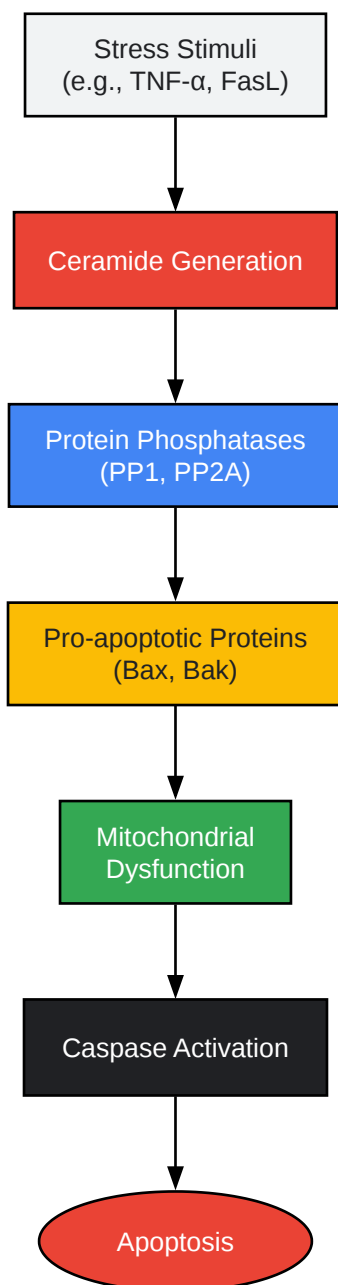 Stress Stimuli
(e.g., TNF-α, FasL)
Ceramide Generation
Protein Phosphatases
(PP1, PP2A)
Pro-apoptotic Proteins
(Bax, Bak)
Mitochondrial
Dysfunction
Caspase Activation
Apoptosis